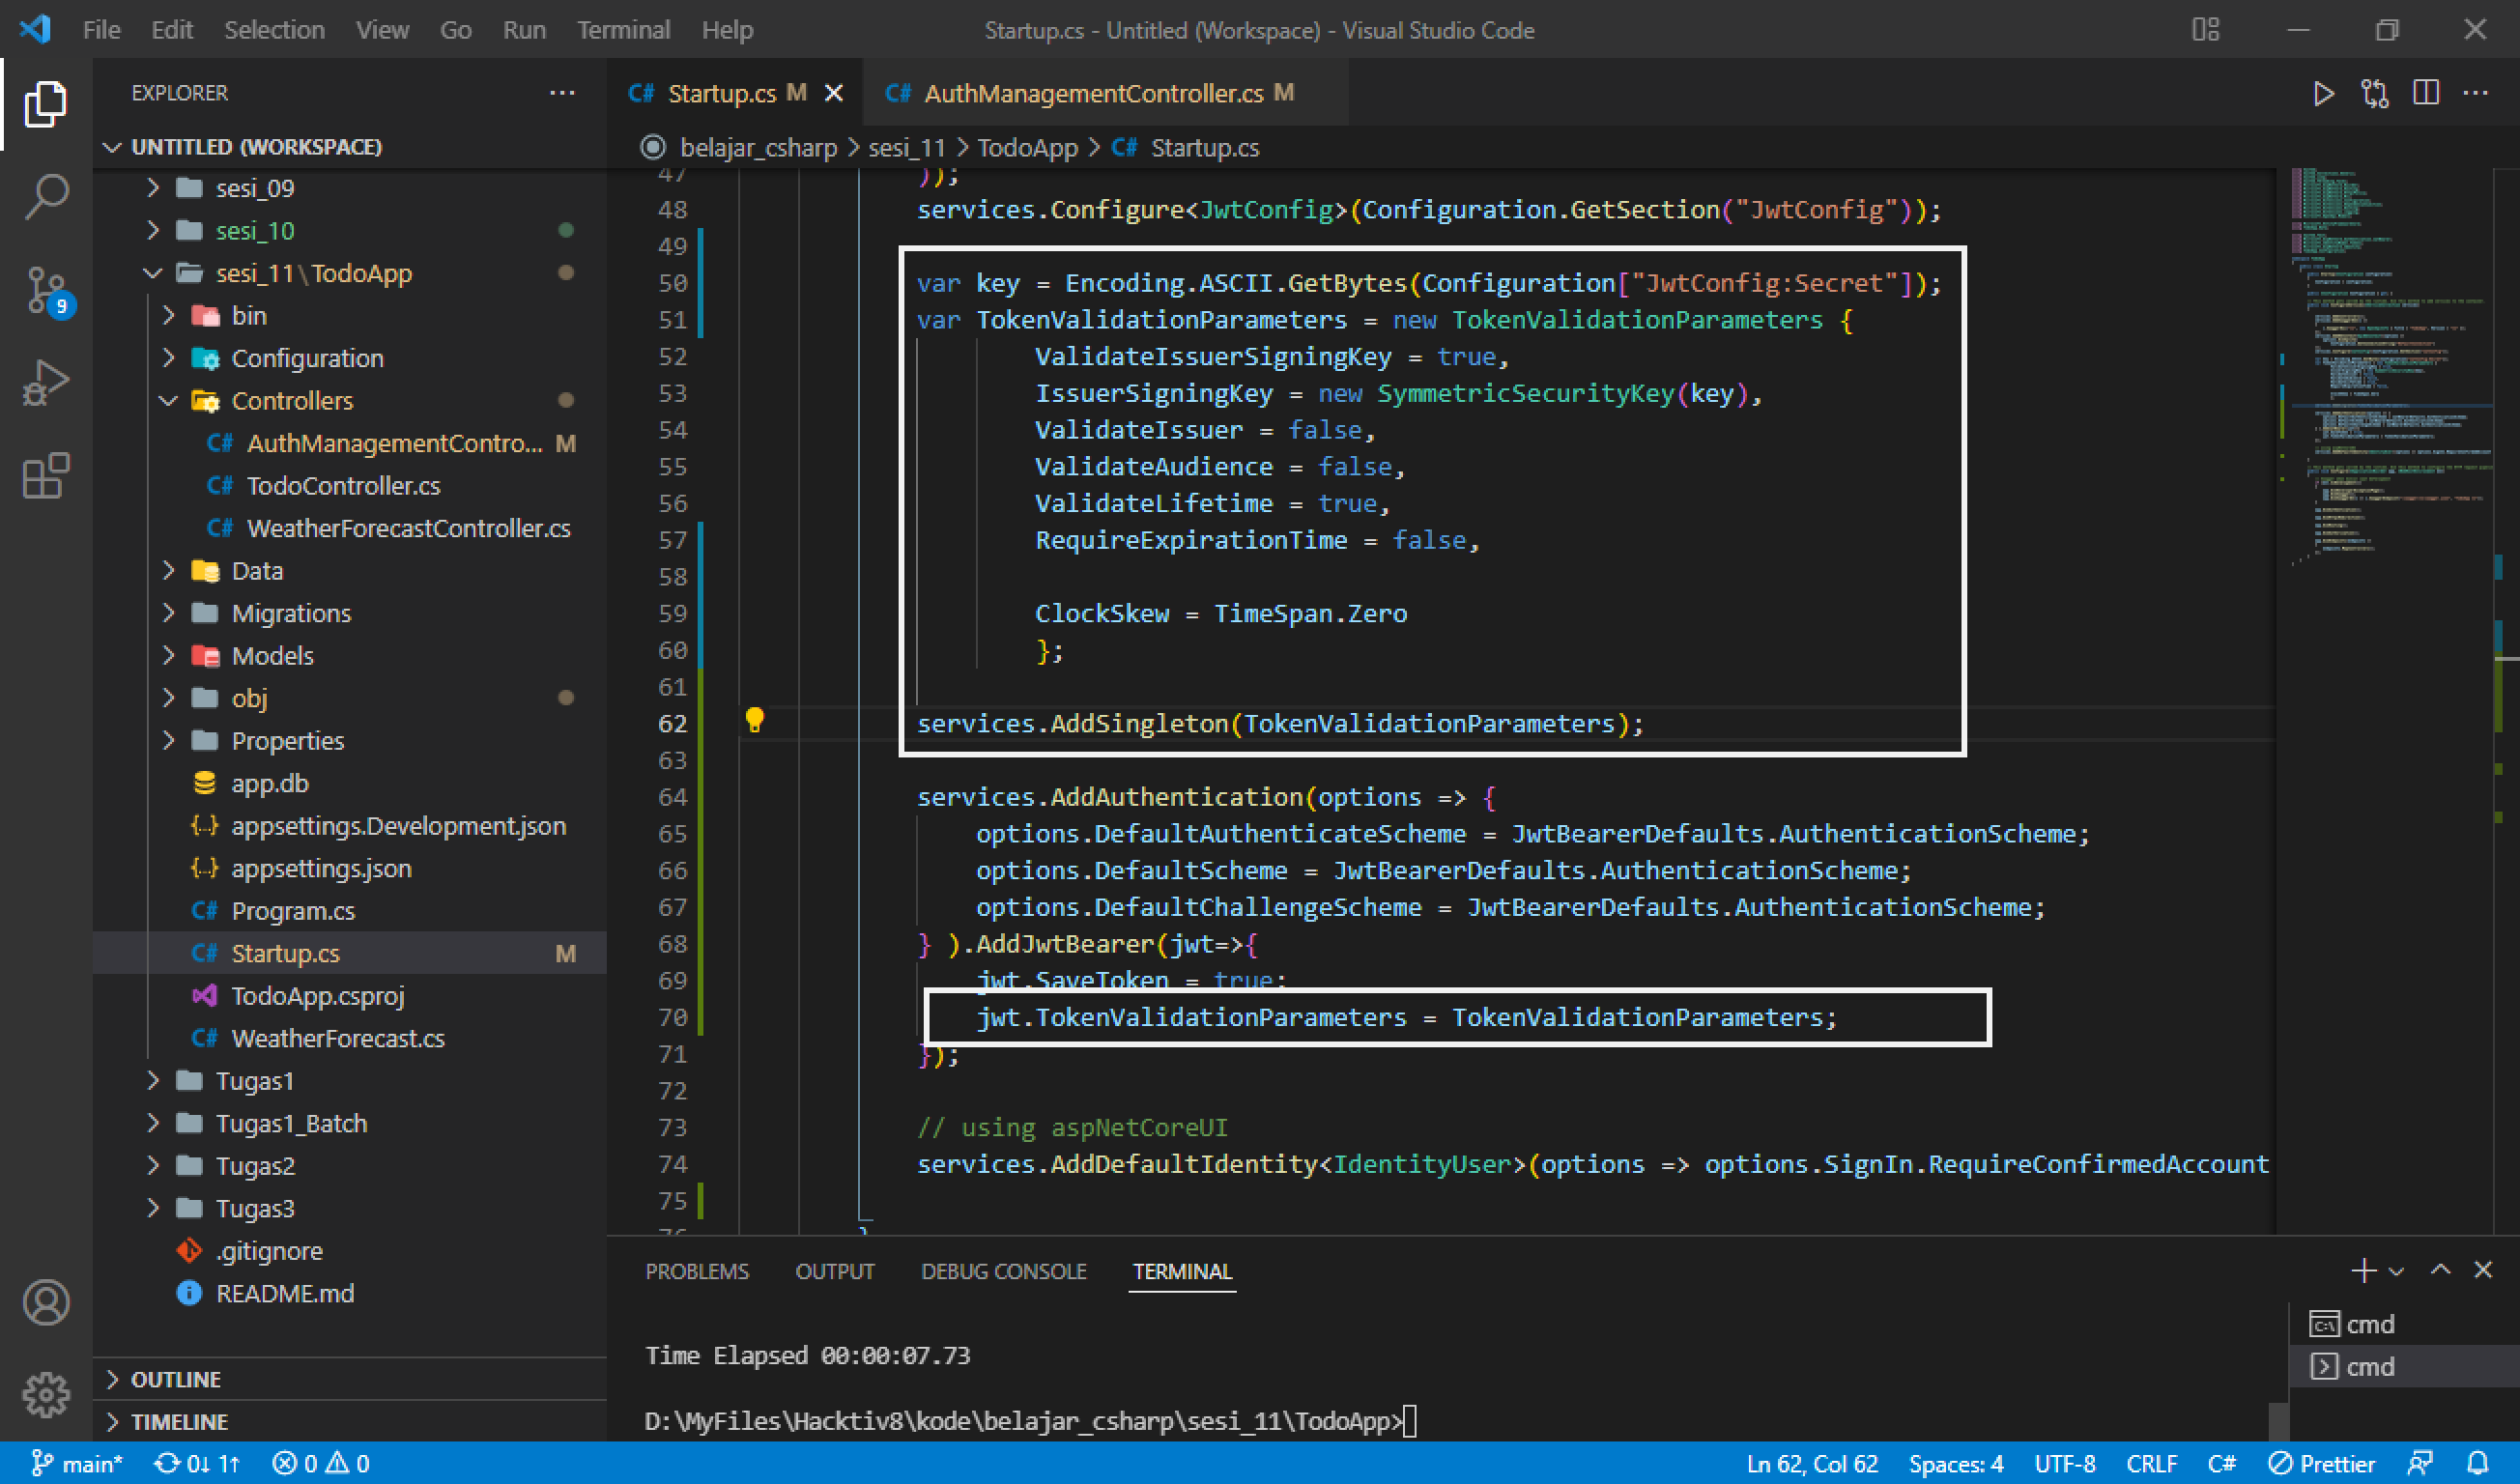 File Edit Selection View Go Run Terminal Help Startup.cs - Untitled (Workspace) - Visual Studio Code
EXPLORER
UNTITLED (WORKSPACE)
sesi_09
sesi_10
sesi_11\TodoApp
bin
Configuration
Controllers
C# AuthManagementContro... M
C# TodoController.cs
C# WeatherForecastController.cs
Data
Migrations
Models
obj
Properties
app.db
{..} appsettings.Development.json
{..} appsettings.json
C# Program.cs
C# Startup.cs M
TodoApp.csproj
C# WeatherForecast.cs
Tugas1
Tugas1_Batch
Tugas2
Tugas3
.gitignore
README.md
OUTLINE
TIMELINE
9
C# Startup.cs M
C# AuthManagementController.cs M
belajar_csharp > sesi_11 > TodoApp > C# Startup.cs
47 ));
48 services.Configure<JwtConfig>(Configuration.GetSection("JwtConfig"));
49
50 var key = Encoding.ASCII.GetBytes(Configuration["JwtConfig:Secret"]);
51 var TokenValidationParameters = new TokenValidationParameters {
52 ValidateIssuerSigningKey = true,
53 IssuerSigningKey = new SymmetricSecurityKey(key),
54 ValidateIssuer = false,
55 ValidateAudience = false,
56 ValidateLifetime = true,
57 RequireExpirationTime = false,
58
59 ClockSkew = TimeSpan.Zero
60 };
61
62 services.AddSingleton(TokenValidationParameters);
63
64 services.AddAuthentication(options => {
65 options.DefaultAuthenticateScheme = JwtBearerDefaults.AuthenticationScheme;
66 options.DefaultScheme = JwtBearerDefaults.AuthenticationScheme;
67 options.DefaultChallengeScheme = JwtBearerDefaults.AuthenticationScheme;
68 } ).AddJwtBearer(jwt=>{
69 jwt.SaveToken = true;
70 jwt.TokenValidationParameters = TokenValidationParameters;
71 });
72
73 // using aspNetCoreUI
74 services.AddDefaultIdentity<IdentityUser>(options => options.SignIn.RequireConfirmedAccount
75
76 }
PROBLEMS OUTPUT DEBUG CONSOLE TERMINAL
Time Elapsed 00:00:07.73
D:\MyFiles\Hacktiv8\kode\belajar_csharp\sesi_11\TodoApp>
cmd
cmd
main* 0↓ 1↑ 0 0 Ln 62, Col 62 Spaces: 4 UTF-8 CRLF C# Prettier